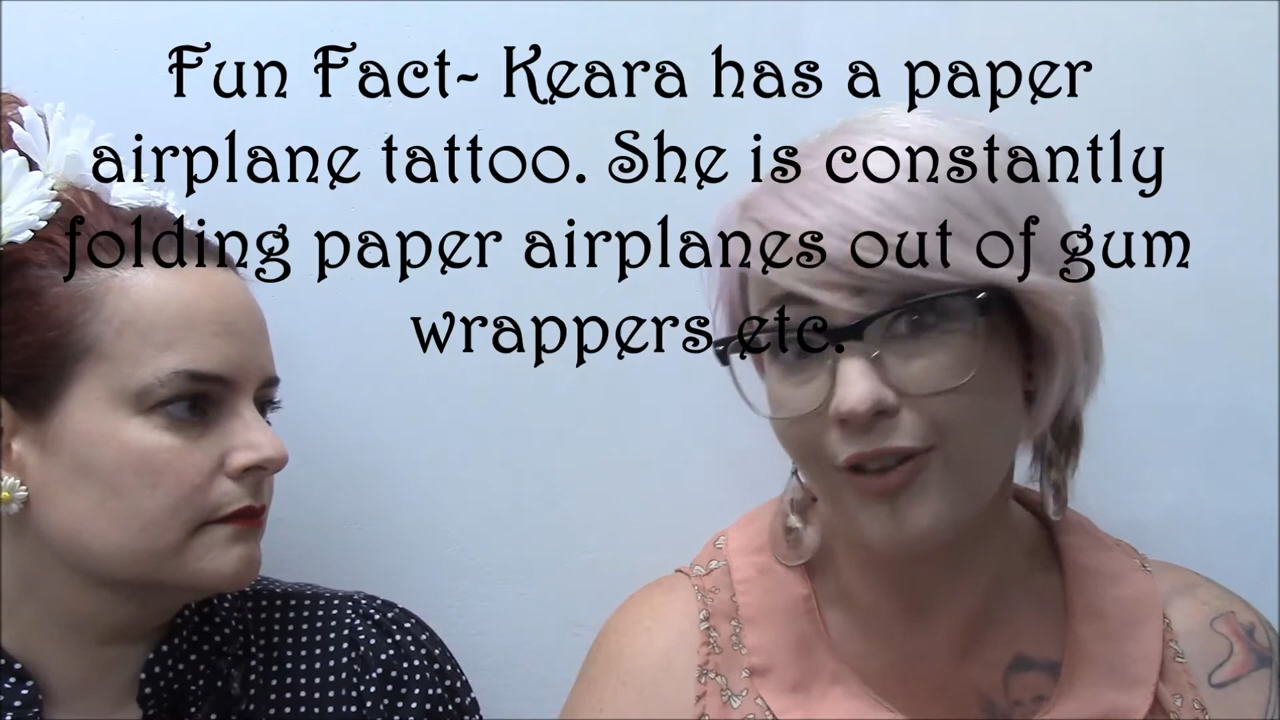 Fun Fact- Keara has a paper
airplane tattoo. She is constantly
folding paper airplanes out of gum
wrappers etc.